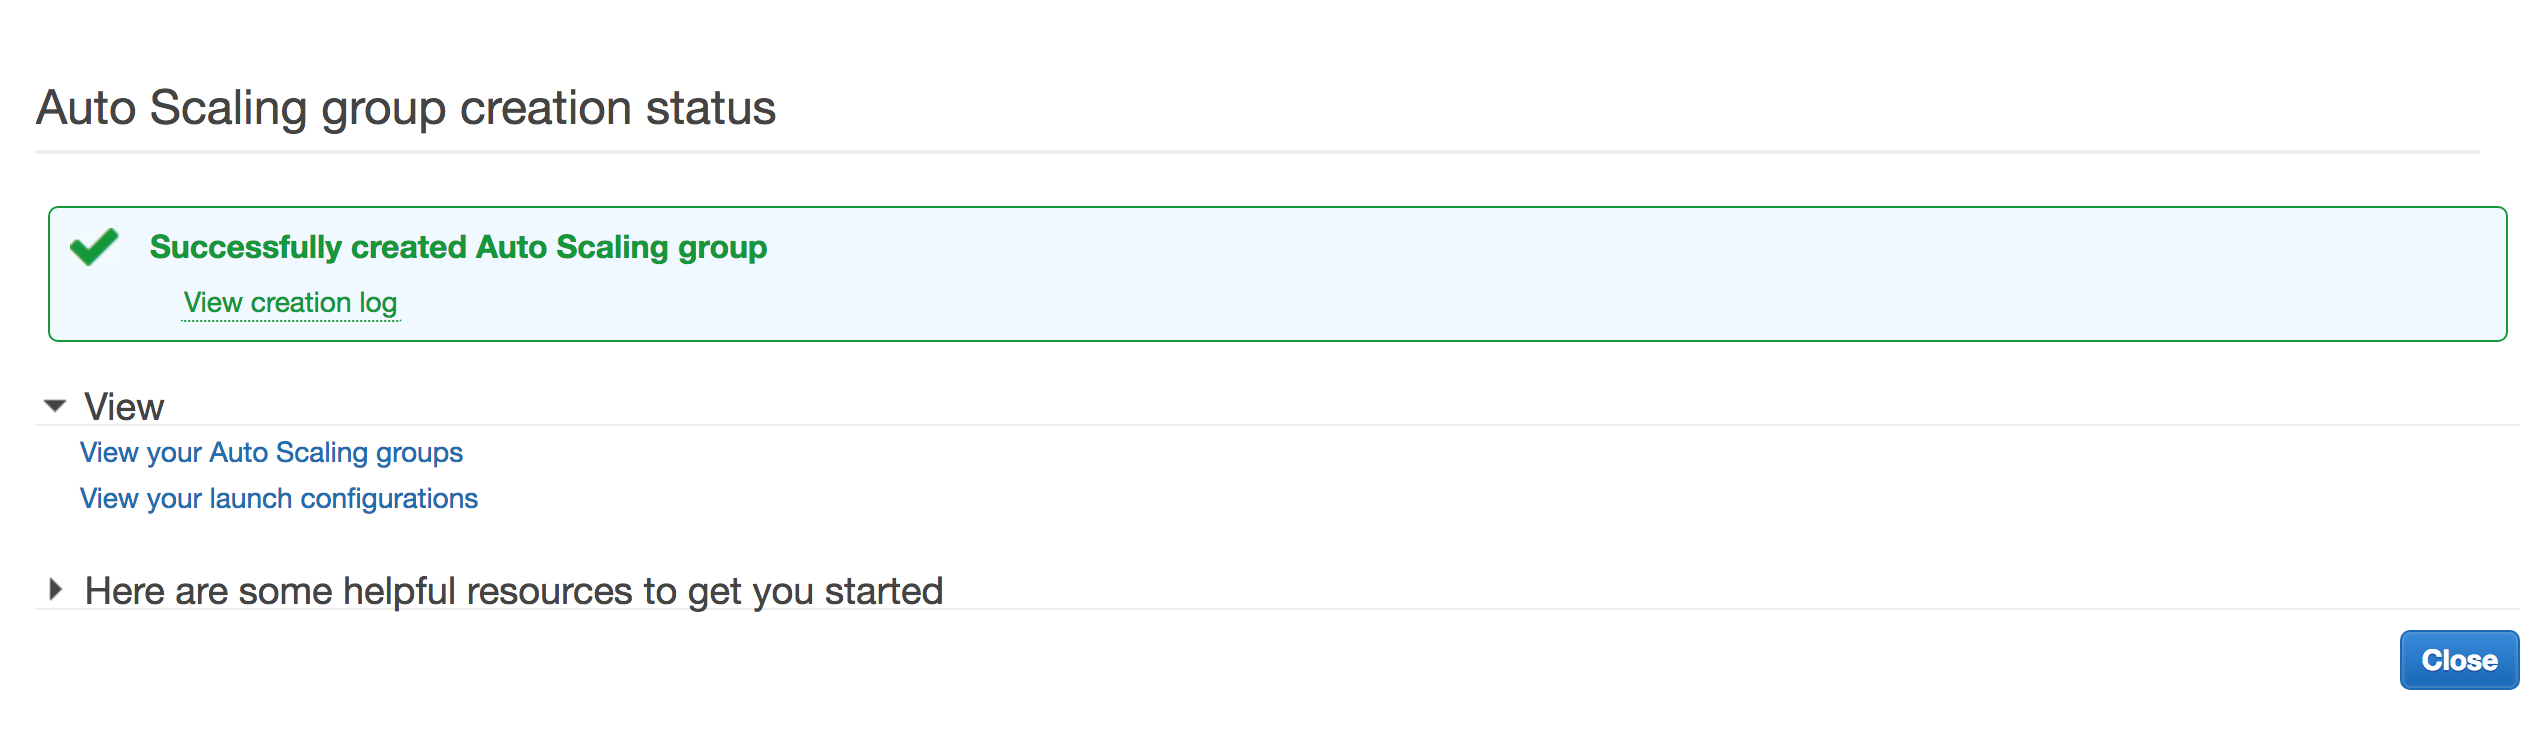 Auto Scaling group creation status
Successfully created Auto Scaling group
View creation log
View
View your Auto Scaling groups
View your launch configurations
Here are some helpful resources to get you started
Close